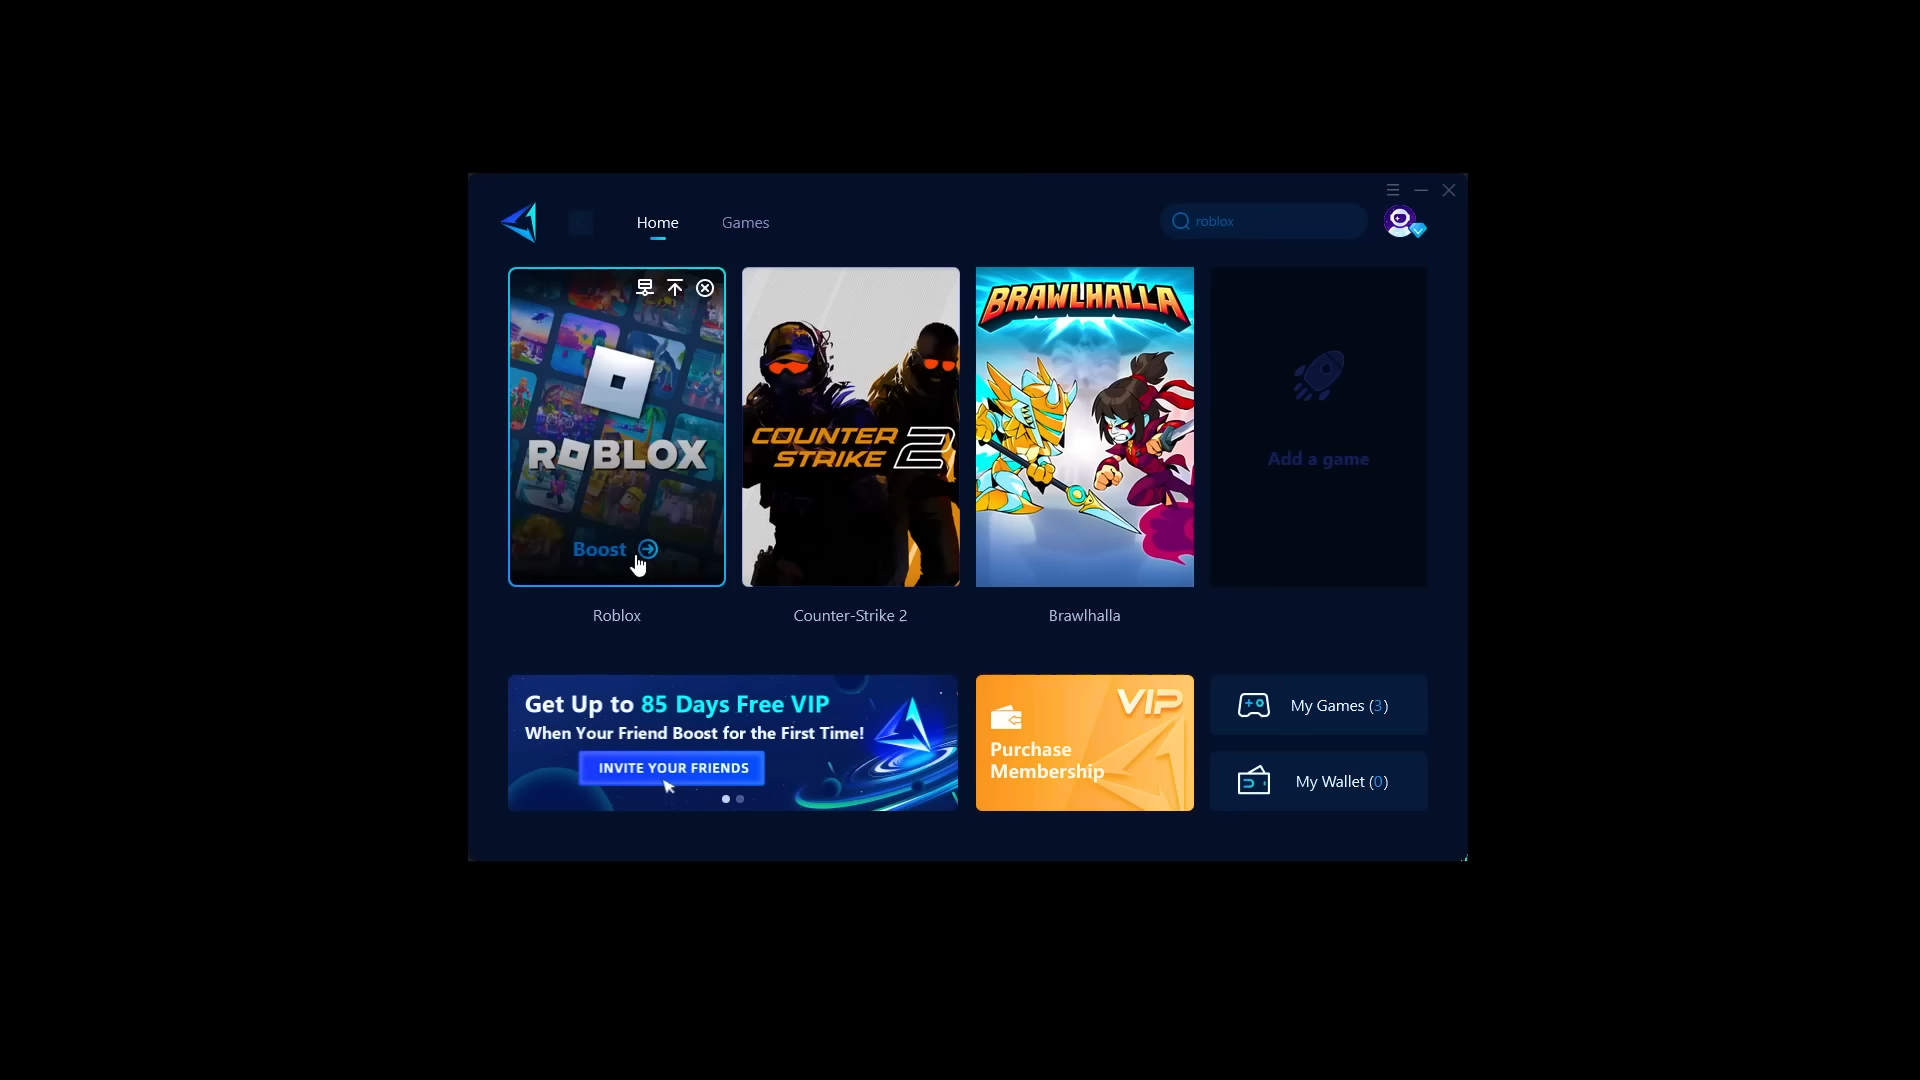 Home
Games
roblox
ROBLOX
Boost
COUNTER
STRIKE 2
BRAWLHALLA
Add a game
Roblox
Counter-Strike 2
Brawlhalla
Get Up to 85 Days Free VIP
When Your Friend Boost for the First Time!
INVITE YOUR FRIENDS
VIP
Purchase
Membership
My Games (3)
My Wallet (0)